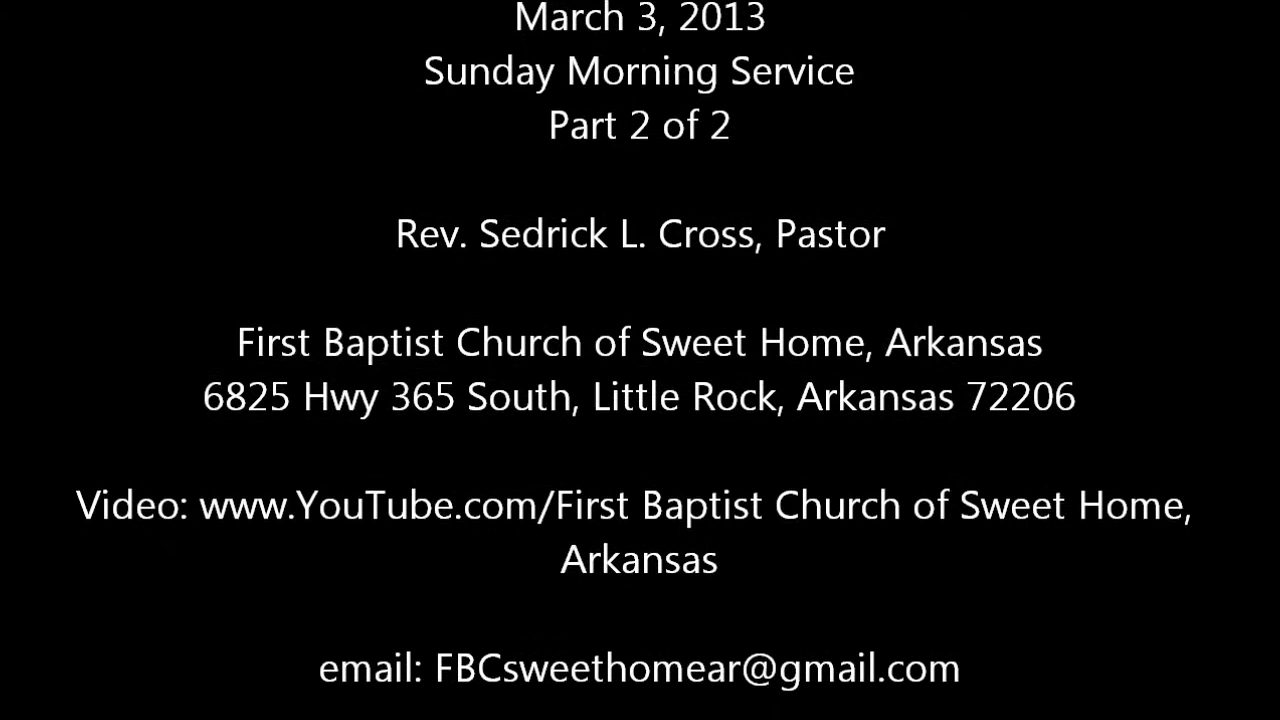 March 3, 2013
Sunday Morning Service
Part 2 of 2
Rev. Sedrick L. Cross, Pastor
First Baptist Church of Sweet Home, Arkansas
6825 Hwy 365 South, Little Rock, Arkansas 72206
Video: www.YouTube.com/First Baptist Church of Sweet Home,
Arkansas
email: FBCsweethomear@gmail.com